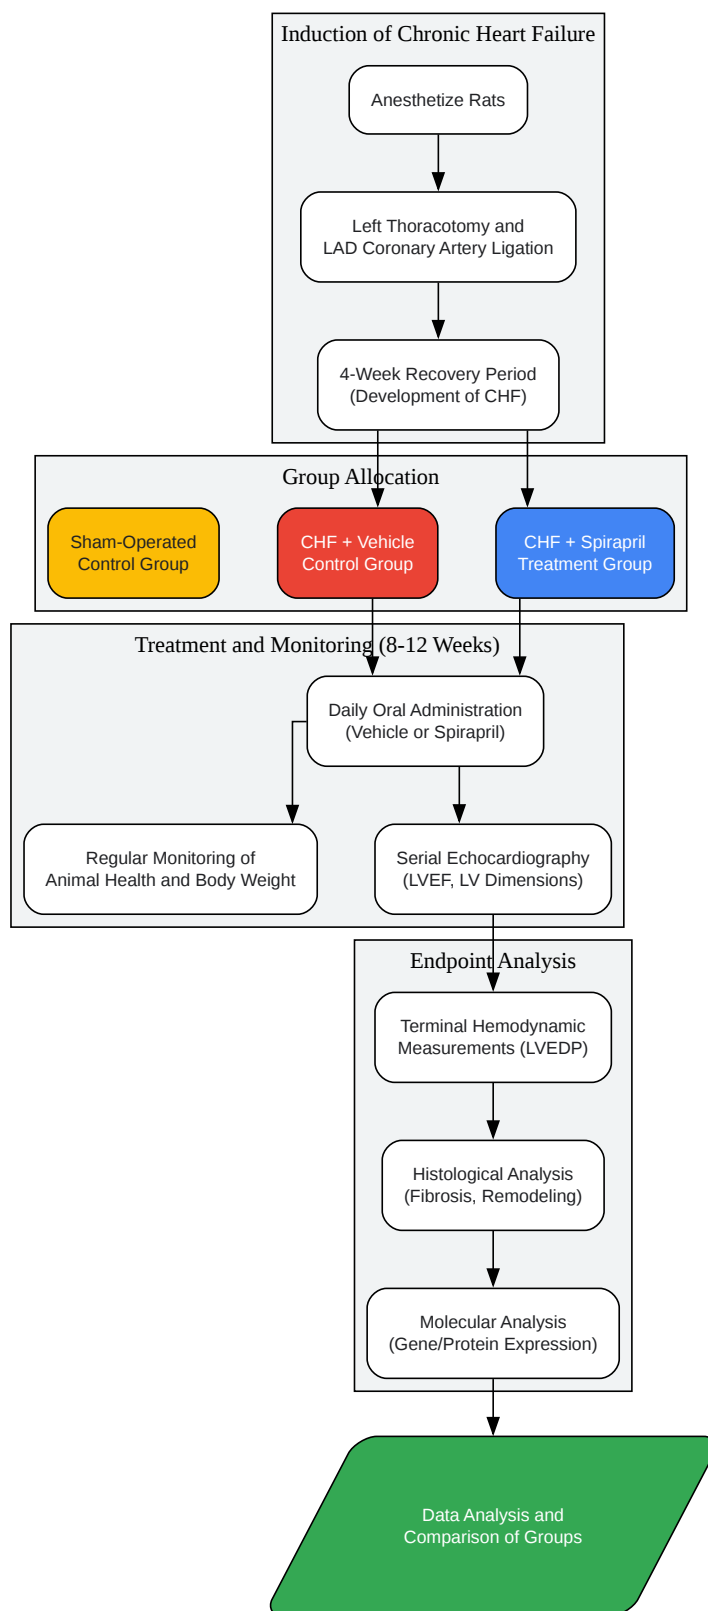 Induction of Chronic Heart Failure
Anesthetize Rats
Left Thoracotomy and
LAD Coronary Artery Ligation
4-Week Recovery Period
(Development of CHF)
Group Allocation
Sham-Operated
Control Group
CHF + Vehicle
Control Group
CHF + Spirapril
Treatment Group
Treatment and Monitoring (8-12 Weeks)
Daily Oral Administration
(Vehicle or Spirapril)
Regular Monitoring of
Animal Health and Body Weight
Serial Echocardiography
(LVEF, LV Dimensions)
Endpoint Analysis
Terminal Hemodynamic
Measurements (LVEDP)
Histological Analysis
(Fibrosis, Remodeling)
Molecular Analysis
(Gene/Protein Expression)
Data Analysis and
Comparison of Groups